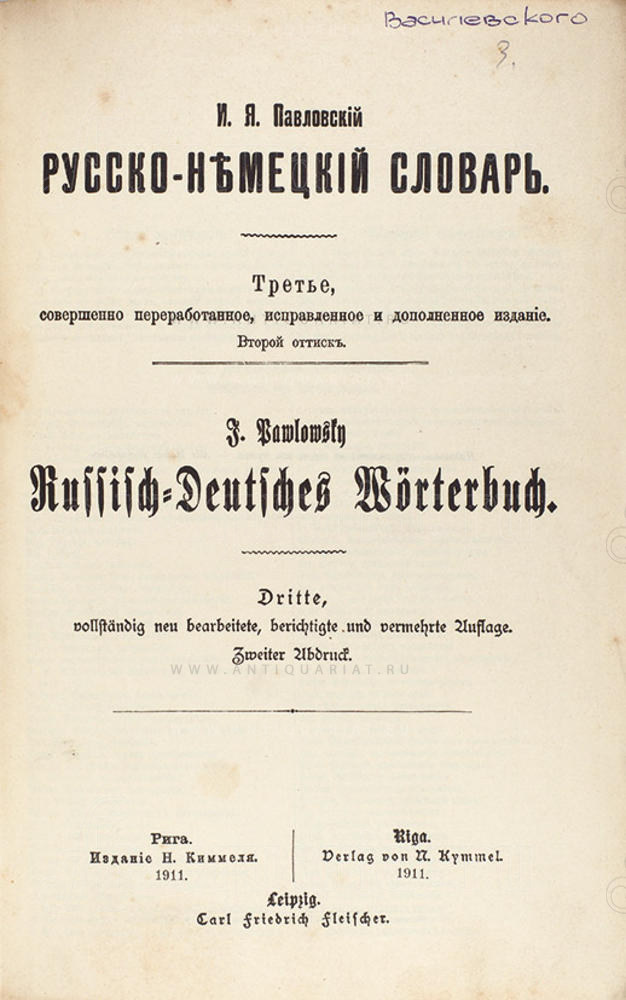 Василевского
З.
И. Я. Павловскій
РУССКО-НѢМЕЦКІЙ СЛОВАРЬ.
Третье,
совершенно переработанное, исправленное и дополненное изданіе.
Второй оттискъ.
J. Pawlowsky
Russisch-Deutsches Wörterbuch.
Dritte,
vollständig neu bearbeitete, berichtigte und vermehrte Auflage.
Zweiter Abdruck.
WWW.ANTIQUARIAT.RU
Рига.
Изданіе Н. Киммеля.
1911.
Riga.
Verlag von N. Kymmel.
1911.
Leipzig.
Carl Friedrich Fleischer.